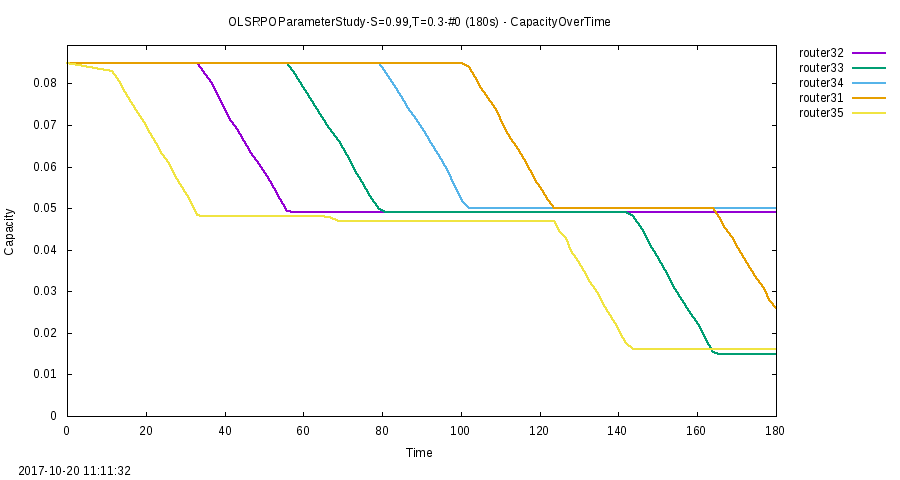 OLSRPOParameterStudy-S=0.99,T=0.3-#0 (180s) - CapacityOverTime
router32
router33
router34
router31
router35
0.08
0.07
0.06
0.05
0.04
0.03
0.02
0.01
0
Capacity
0 20 40 60 80 100 120 140 160 180
Time
2017-10-20 11:11:32